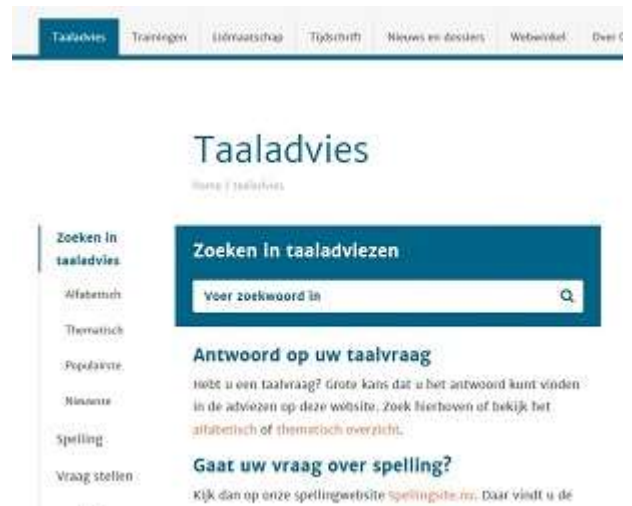 Taaladvies Trainingen Lidmaatschap Tijdschrift Nieuws en dossiers Webwinkel Over
Taaladvies
Home / taaladvies
Zoeken in
taaladvies
Alfabetisch
Thematisch
Populairste
Nieuwste
Spelling
Vraag stellen
Zoeken in taaladviezen
Voer zoekwoord in
Antwoord op uw taalvraag
Hebt u een taalvraag? Grote kans dat u het antwoord kunt vinden
in de adviezen op deze website. Zoek hierboven of bekijk het
alfabetisch of thematisch overzicht.
Gaat uw vraag over spelling?
Kijk dan op onze spellingwebsite spellingsite.nu. Daar vindt u de